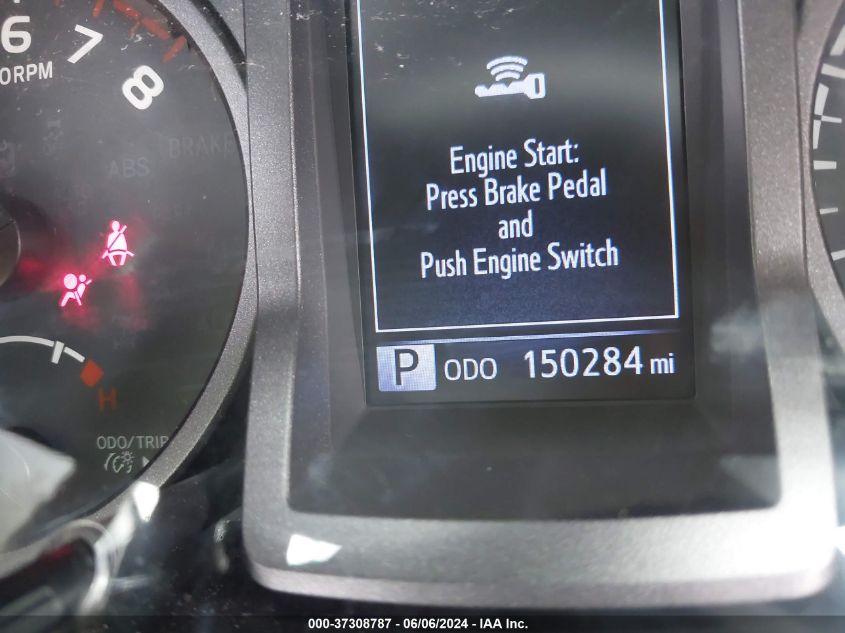 6
7
8
0RPM
BRAKE
ABS
Engine Start:
Press Brake Pedal
and
Push Engine Switch
P ODO 150284 mi
H
ODO/TRIP
000-37308787 - 06/06/2024 - IAA Inc.